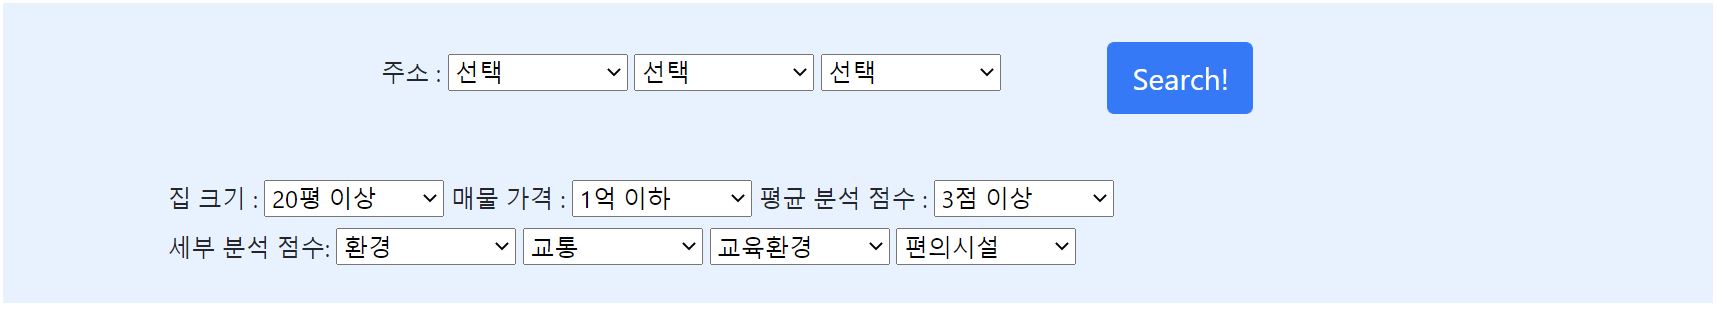 주소 : 선택 선택 선택 Search!
집 크기 : 20평 이상 매물 가격 : 1억 이하 평균 분석 점수 : 3점 이상
세부 분석 점수: 환경 교통 교육환경 편의시설